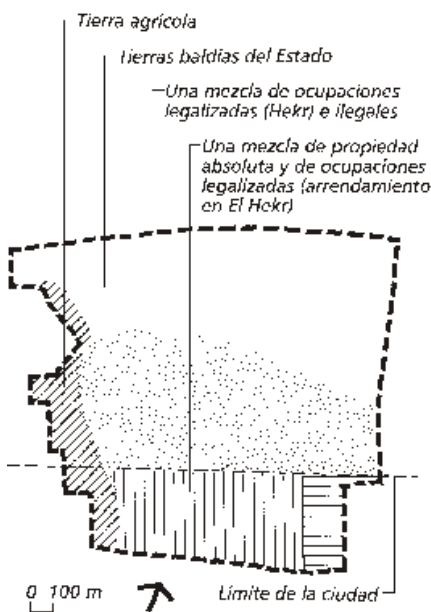 Tierra agrícola
Tierras baldías del Estado
Una mezcla de ocupaciones
legalizadas (Hekr) e ilegales
Una mezcla de propiedad
absoluta y de ocupaciones
legalizadas (arrendamiento
en El Hekr)
0 100 m
Límite de la ciudad